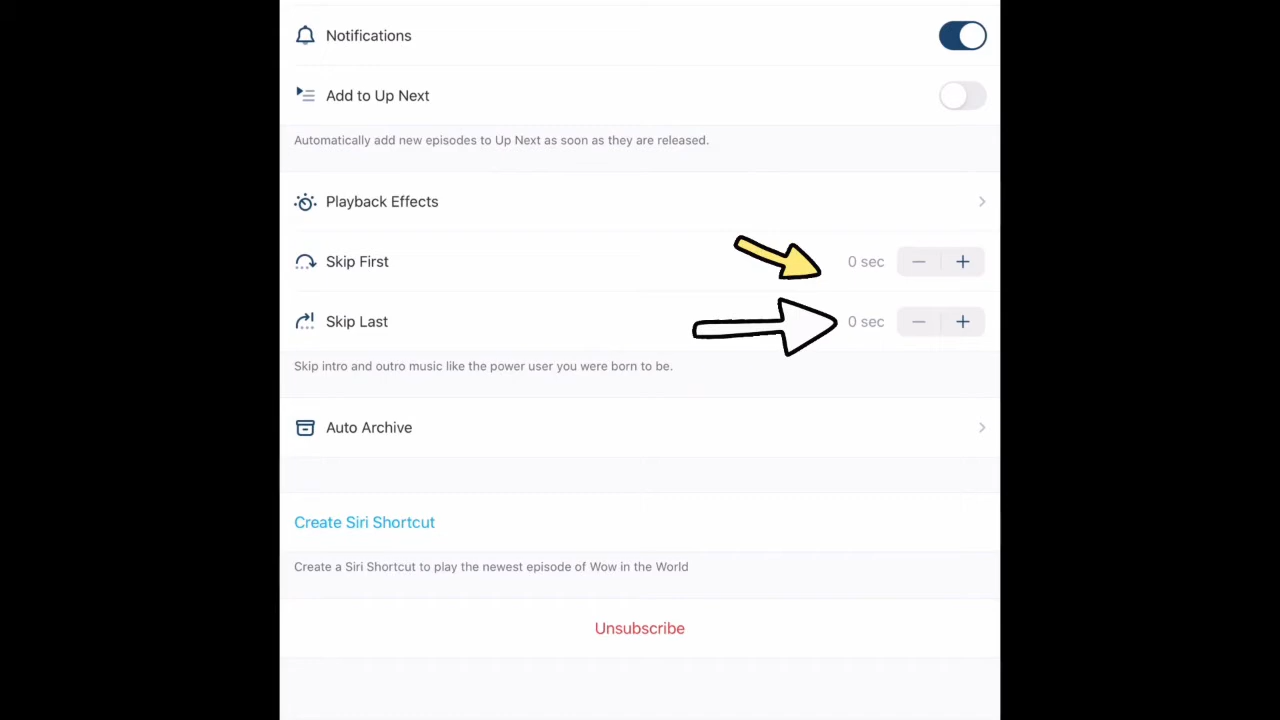 Notifications
Add to Up Next
Automatically add new episodes to Up Next as soon as they are released.
Playback Effects
Skip First 0 sec − +
Skip Last 0 sec − +
Skip intro and outro music like the power user you were born to be.
Auto Archive
Create Siri Shortcut
Create a Siri Shortcut to play the newest episode of Wow in the World
Unsubscribe